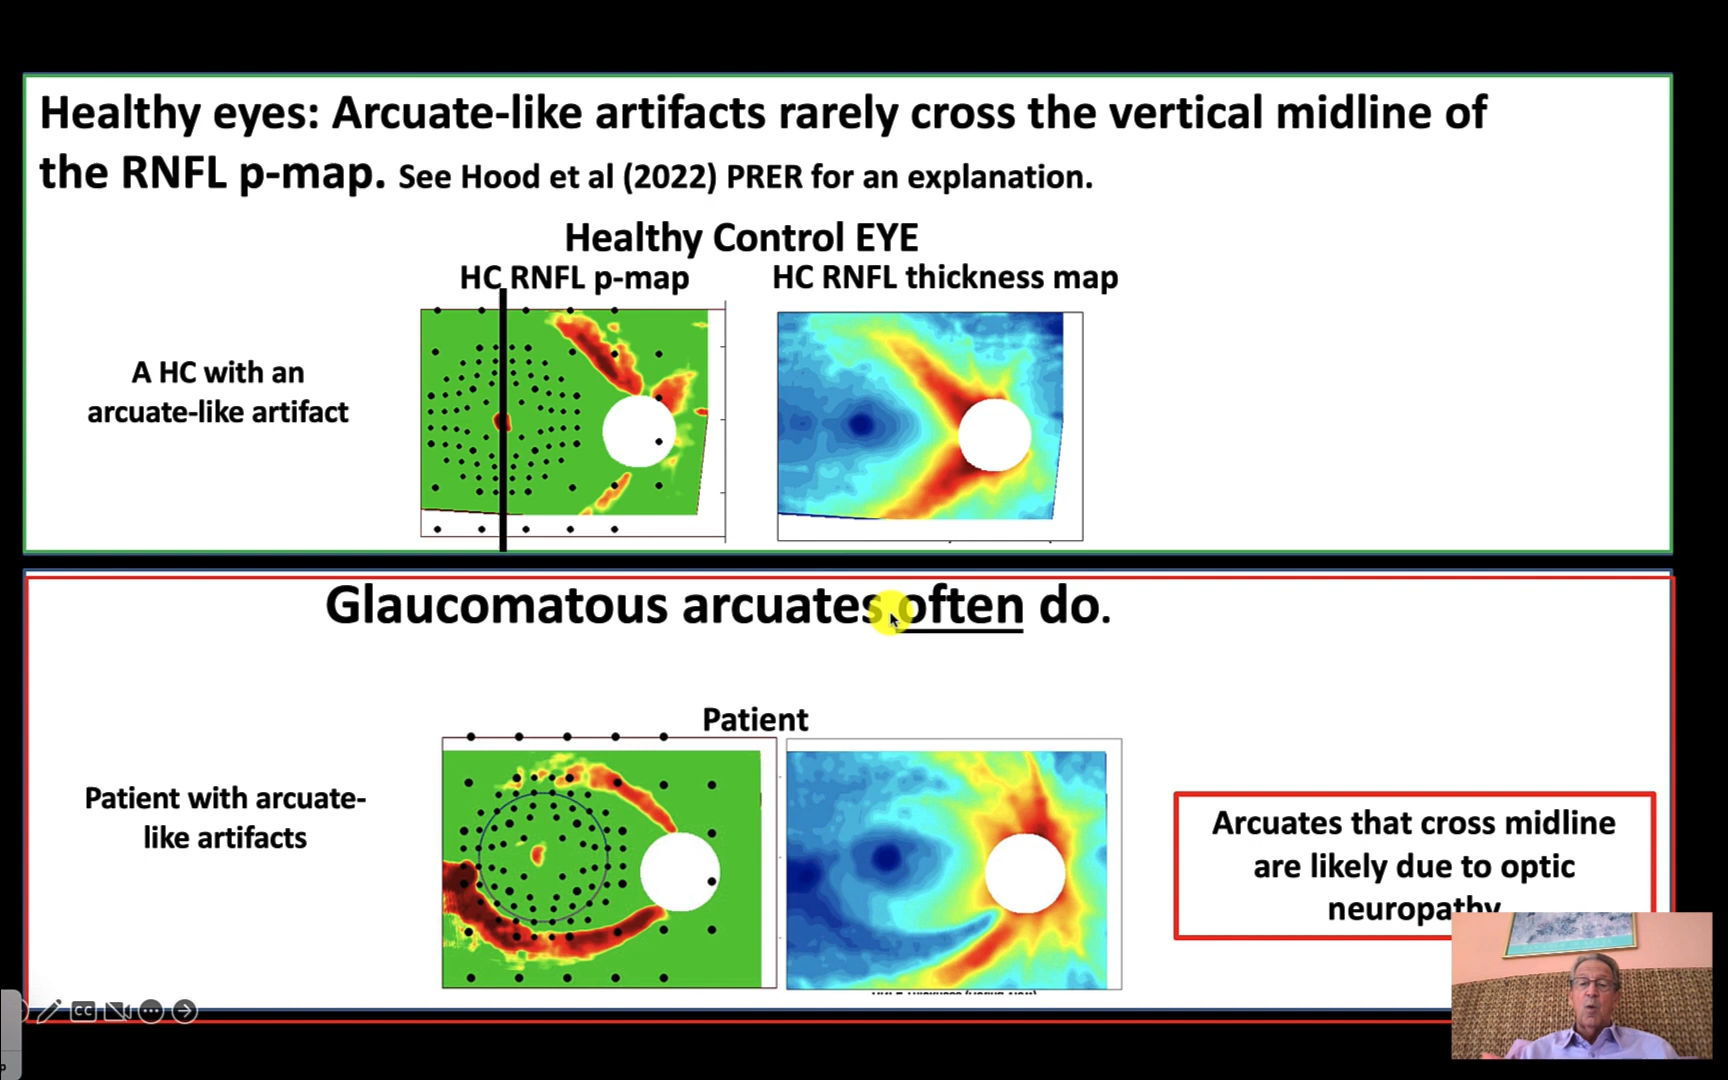 Healthy eyes: Arcuate-like artifacts rarely cross the vertical midline of
the RNFL p-map. See Hood et al (2022) PRER for an explanation.
Healthy Control EYE
HC RNFL p-map
HC RNFL thickness map
A HC with an
arcuate-like artifact
Glaucomatous arcuates often do.
Patient
Patient with arcuate-
like artifacts
Arcuates that cross midline
are likely due to optic
neuropathy
CC